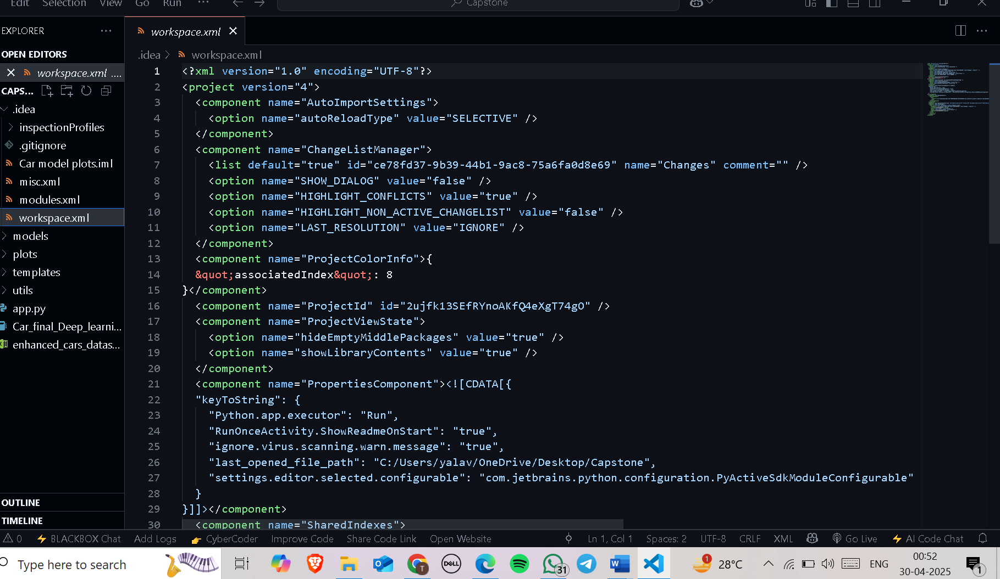 Edit Selection View Go Run ··· Capstone
EXPLORER ···
OPEN EDITORS
workspace.xml ....
CAPS...
.idea
inspectionProfiles
.gitignore
Car model plots.iml
misc.xml
modules.xml
workspace.xml
models
plots
templates
utils
app.py
Car_final_Deep_learni...
enhanced_cars_datas...
OUTLINE
TIMELINE
workspace.xml
.idea > workspace.xml
1 <?xml version="1.0" encoding="UTF-8"?>
2 <project version="4">
3 <component name="AutoImportSettings">
4 <option name="autoReloadType" value="SELECTIVE" />
5 </component>
6 <component name="ChangeListManager">
7 <list default="true" id="ce78fd37-9b39-44b1-9ac8-75a6fa0d8e69" name="Changes" comment="" />
8 <option name="SHOW_DIALOG" value="false" />
9 <option name="HIGHLIGHT_CONFLICTS" value="true" />
10 <option name="HIGHLIGHT_NON_ACTIVE_CHANGELIST" value="false" />
11 <option name="LAST_RESOLUTION" value="IGNORE" />
12 </component>
13 <component name="ProjectColorInfo">{
14 &quot;associatedIndex&quot;: 8
15 }</component>
16 <component name="ProjectId" id="2ujfk13SEfRYnoAKfQ4eXgT74gO" />
17 <component name="ProjectViewState">
18 <option name="hideEmptyMiddlePackages" value="true" />
19 <option name="showLibraryContents" value="true" />
20 </component>
21 <component name="PropertiesComponent"><![CDATA[{
22 "keyToString": {
23 "Python.app.executor": "Run",
24 "RunOnceActivity.ShowReadmeOnStart": "true",
25 "ignore.virus.scanning.warn.message": "true",
26 "last_opened_file_path": "C:/Users/yalav/OneDrive/Desktop/Capstone",
27 "settings.editor.selected.configurable": "com.jetbrains.python.configuration.PyActiveSdkModuleConfigurable"
28 }
29 }]]></component>
30 <component name="SharedIndexes">
0 BLACKBOX Chat Add Logs CyberCoder Improve Code Share Code Link Open Website Ln 1, Col 1 Spaces: 2 UTF-8 CRLF XML Go Live AI Code Chat
Type here to search T DELL 31 1 28°C ENG 00:52
30-04-2025 1